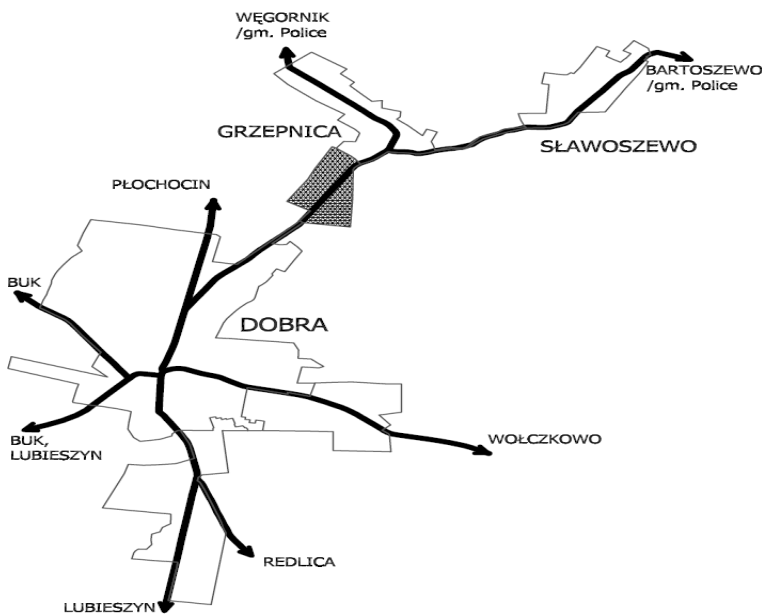 WĘGORNIK
/gm. Police
BARTOSZEWO
/gm. Police
GRZEPNICA
SŁAWOSZEWO
PŁOCHOCIN
BUK
DOBRA
BUK,
LUBIESZYN
WOŁCZKOWO
REDLICA
LUBIESZYN